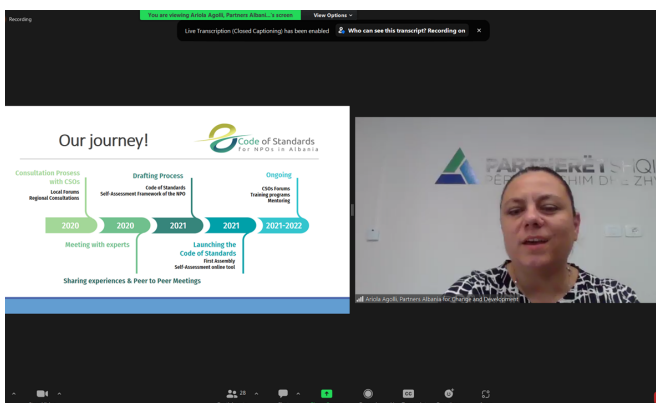 Recording
You are viewing Ariola Agolli, Partners Albani...'s screen
View Options
Live Transcription (Closed Captioning) has been enabled
Who can see this transcript? Recording on
Our journey!
Code of Standards
for NPOs in Albania
Consultation Prosess
with CSOs
Local Forums
Regional Consultations
Drafting Process
Code of Standards
Self-Assessment Framework of the NPO
Ongoing
CSOs Forums
Training programs
Mentoring
2020
2020
2021
2021
2021-2022
Meeting with experts
Launching the
Code of Standards
First Assembly
Self-Assessment online tool
Sharing experiences & Peer to Peer Meetings
PARTNERËT SHQI
Ariola Agolli, Partners Albania for Change and Development
28
CC